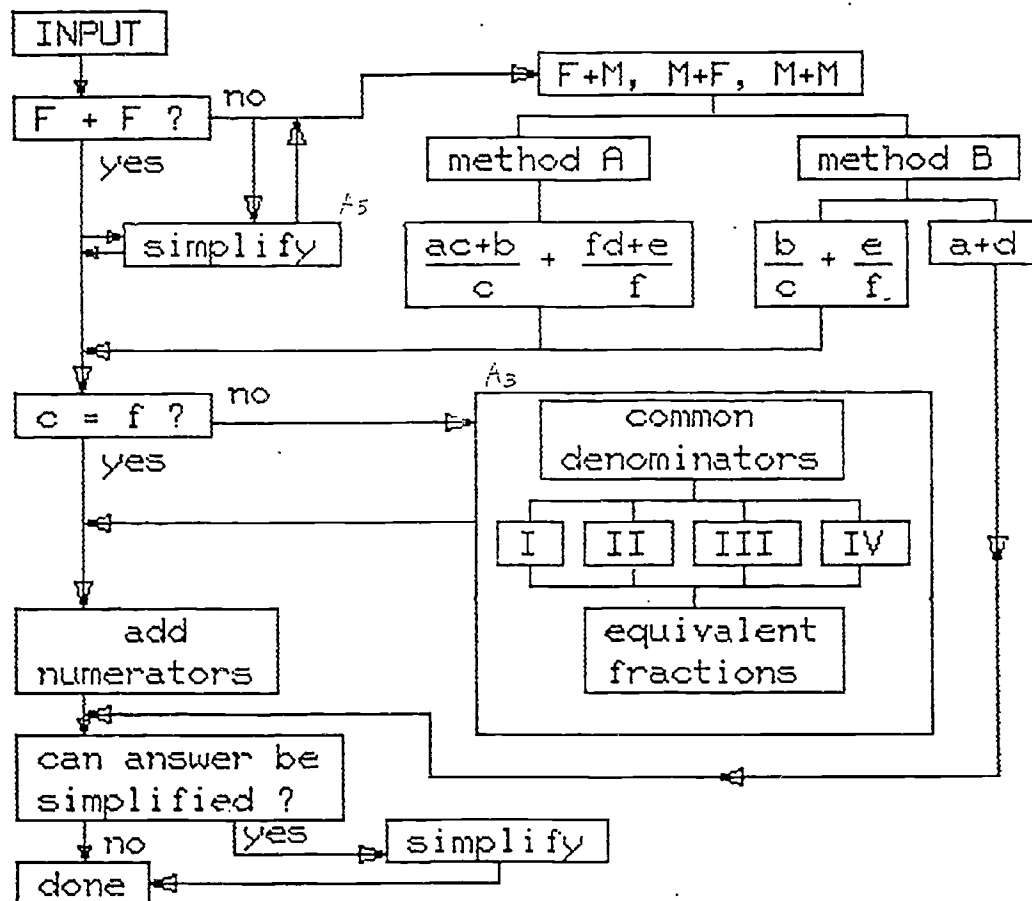 INPUT
F + F ?
no
yes
F+M, M+F, M+M
method A
method B
A5
simplify
ac+b
c
+
fd+e
f
b
c
+
e
f
a+d
c = f ?
no
yes
A3
common
denominators
I
II
III
IV
equivalent
fractions
add
numerators
can answer be
simplified ?
no
yes
simplify
done